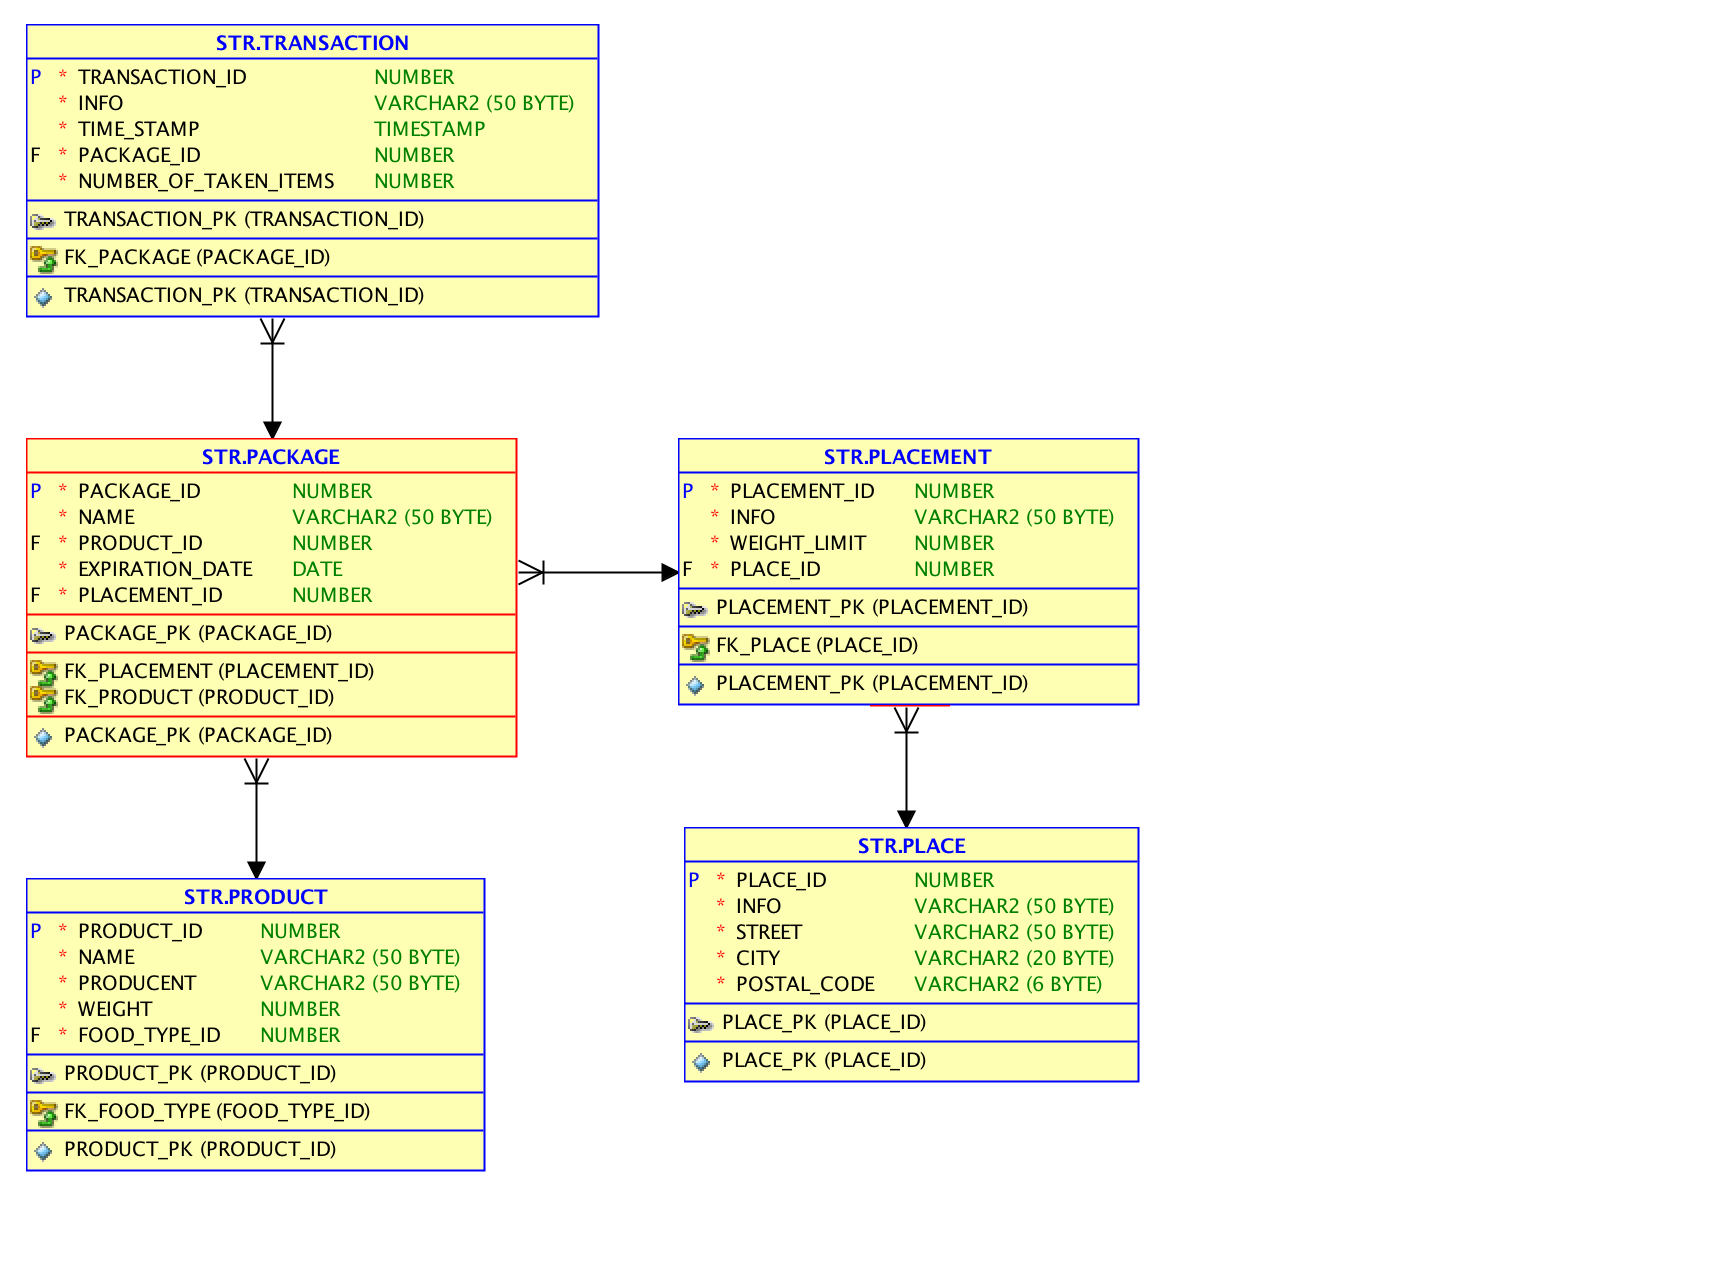 STR.TRANSACTION
P * TRANSACTION_ID NUMBER
* INFO VARCHAR2 (50 BYTE)
* TIME_STAMP TIMESTAMP
F * PACKAGE_ID NUMBER
* NUMBER_OF_TAKEN_ITEMS NUMBER
TRANSACTION_PK (TRANSACTION_ID)
FK_PACKAGE (PACKAGE_ID)
TRANSACTION_PK (TRANSACTION_ID)
STR.PACKAGE
P * PACKAGE_ID NUMBER
* NAME VARCHAR2 (50 BYTE)
F * PRODUCT_ID NUMBER
* EXPIRATION_DATE DATE
F * PLACEMENT_ID NUMBER
PACKAGE_PK (PACKAGE_ID)
FK_PLACEMENT (PLACEMENT_ID)
FK_PRODUCT (PRODUCT_ID)
PACKAGE_PK (PACKAGE_ID)
STR.PLACEMENT
P * PLACEMENT_ID NUMBER
* INFO VARCHAR2 (50 BYTE)
* WEIGHT_LIMIT NUMBER
F * PLACE_ID NUMBER
PLACEMENT_PK (PLACEMENT_ID)
FK_PLACE (PLACE_ID)
PLACEMENT_PK (PLACEMENT_ID)
STR.PRODUCT
P * PRODUCT_ID NUMBER
* NAME VARCHAR2 (50 BYTE)
* PRODUCENT VARCHAR2 (50 BYTE)
* WEIGHT NUMBER
F * FOOD_TYPE_ID NUMBER
PRODUCT_PK (PRODUCT_ID)
FK_FOOD_TYPE (FOOD_TYPE_ID)
PRODUCT_PK (PRODUCT_ID)
STR.PLACE
P * PLACE_ID NUMBER
* INFO VARCHAR2 (50 BYTE)
* STREET VARCHAR2 (50 BYTE)
* CITY VARCHAR2 (20 BYTE)
* POSTAL_CODE VARCHAR2 (6 BYTE)
PLACE_PK (PLACE_ID)
PLACE_PK (PLACE_ID)